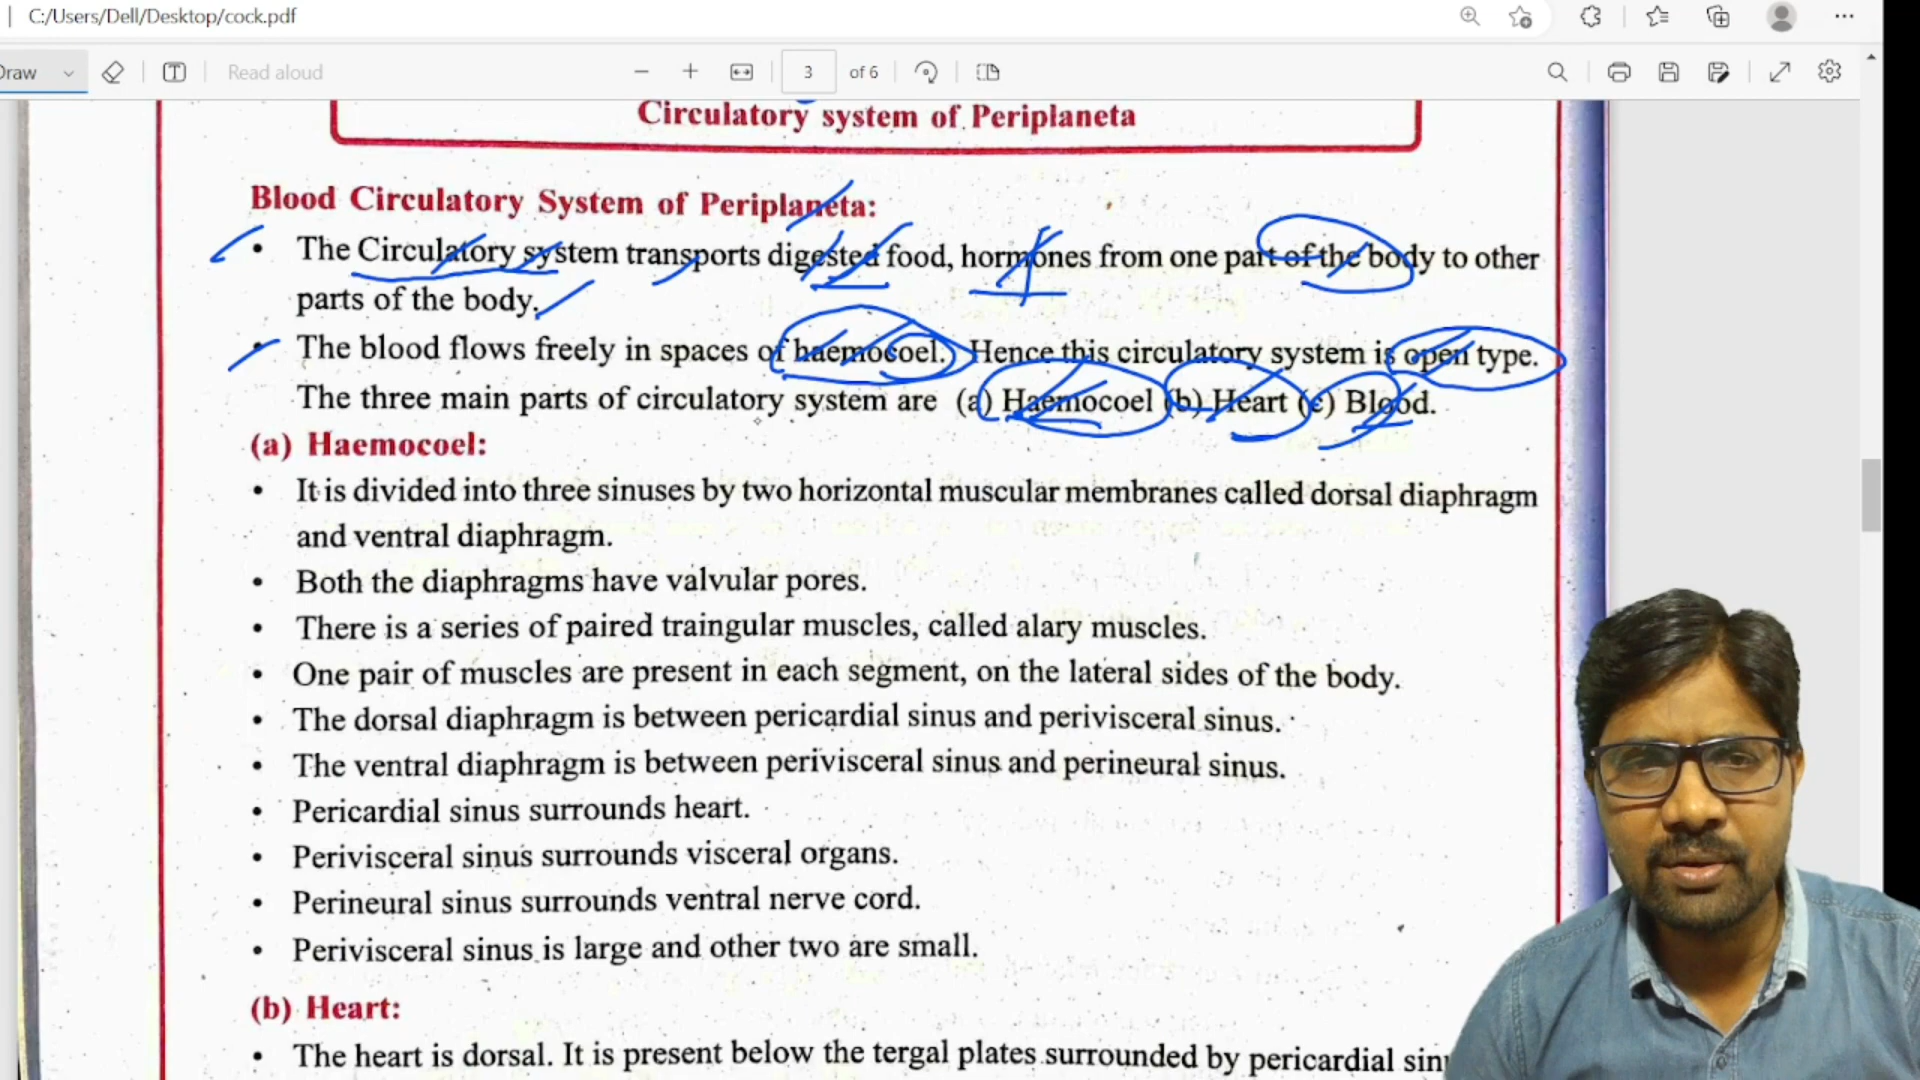 C:/Users/Dell/Desktop/cock.pdf
Draw
Read aloud
3
of 6
Circulatory system of Periplaneta
Blood Circulatory System of Periplaneta:
• The Circulatory system transports digested food, hormones from one part of the body to other
parts of the body.
• The blood flows freely in spaces of haemocoel. Hence this circulatory system is open type.
The three main parts of circulatory system are (a) Haemocoel (b) Heart (c) Blood.
(a) Haemocoel:
• It is divided into three sinuses by two horizontal muscular membranes called dorsal diaphragm
and ventral diaphragm.
• Both the diaphragms have valvular pores.
• There is a series of paired traingular muscles, called alary muscles.
• One pair of muscles are present in each segment, on the lateral sides of the body.
• The dorsal diaphragm is between pericardial sinus and perivisceral sinus.
• The ventral diaphragm is between perivisceral sinus and perineural sinus.
• Pericardial sinus surrounds heart.
• Perivisceral sinus surrounds visceral organs.
• Perineural sinus surrounds ventral nerve cord.
• Perivisceral sinus is large and other two are small.
(b) Heart:
• The heart is dorsal. It is present below the tergal plates surrounded by pericardial